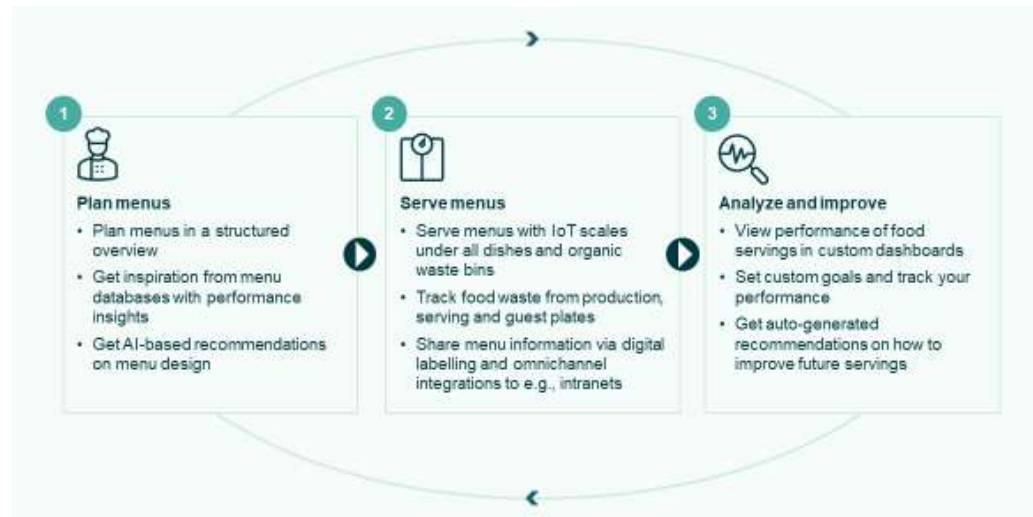 1
Plan menus
• Plan menus in a structured
overview
• Get inspiration from menu
databases with performance
insights
• Get AI-based recommendations
on menu design
2
Serve menus
• Serve menus with IoT scales
under all dishes and organic
waste bins
• Track food waste from production,
serving and guest plates
• Share menu information via digital
labelling and omnichannel
integrations to e.g., intranets
3
Analyze and improve
• View performance of food
servings in custom dashboards
• Set custom goals and track your
performance
• Get auto-generated
recommendations on how to
improve future servings